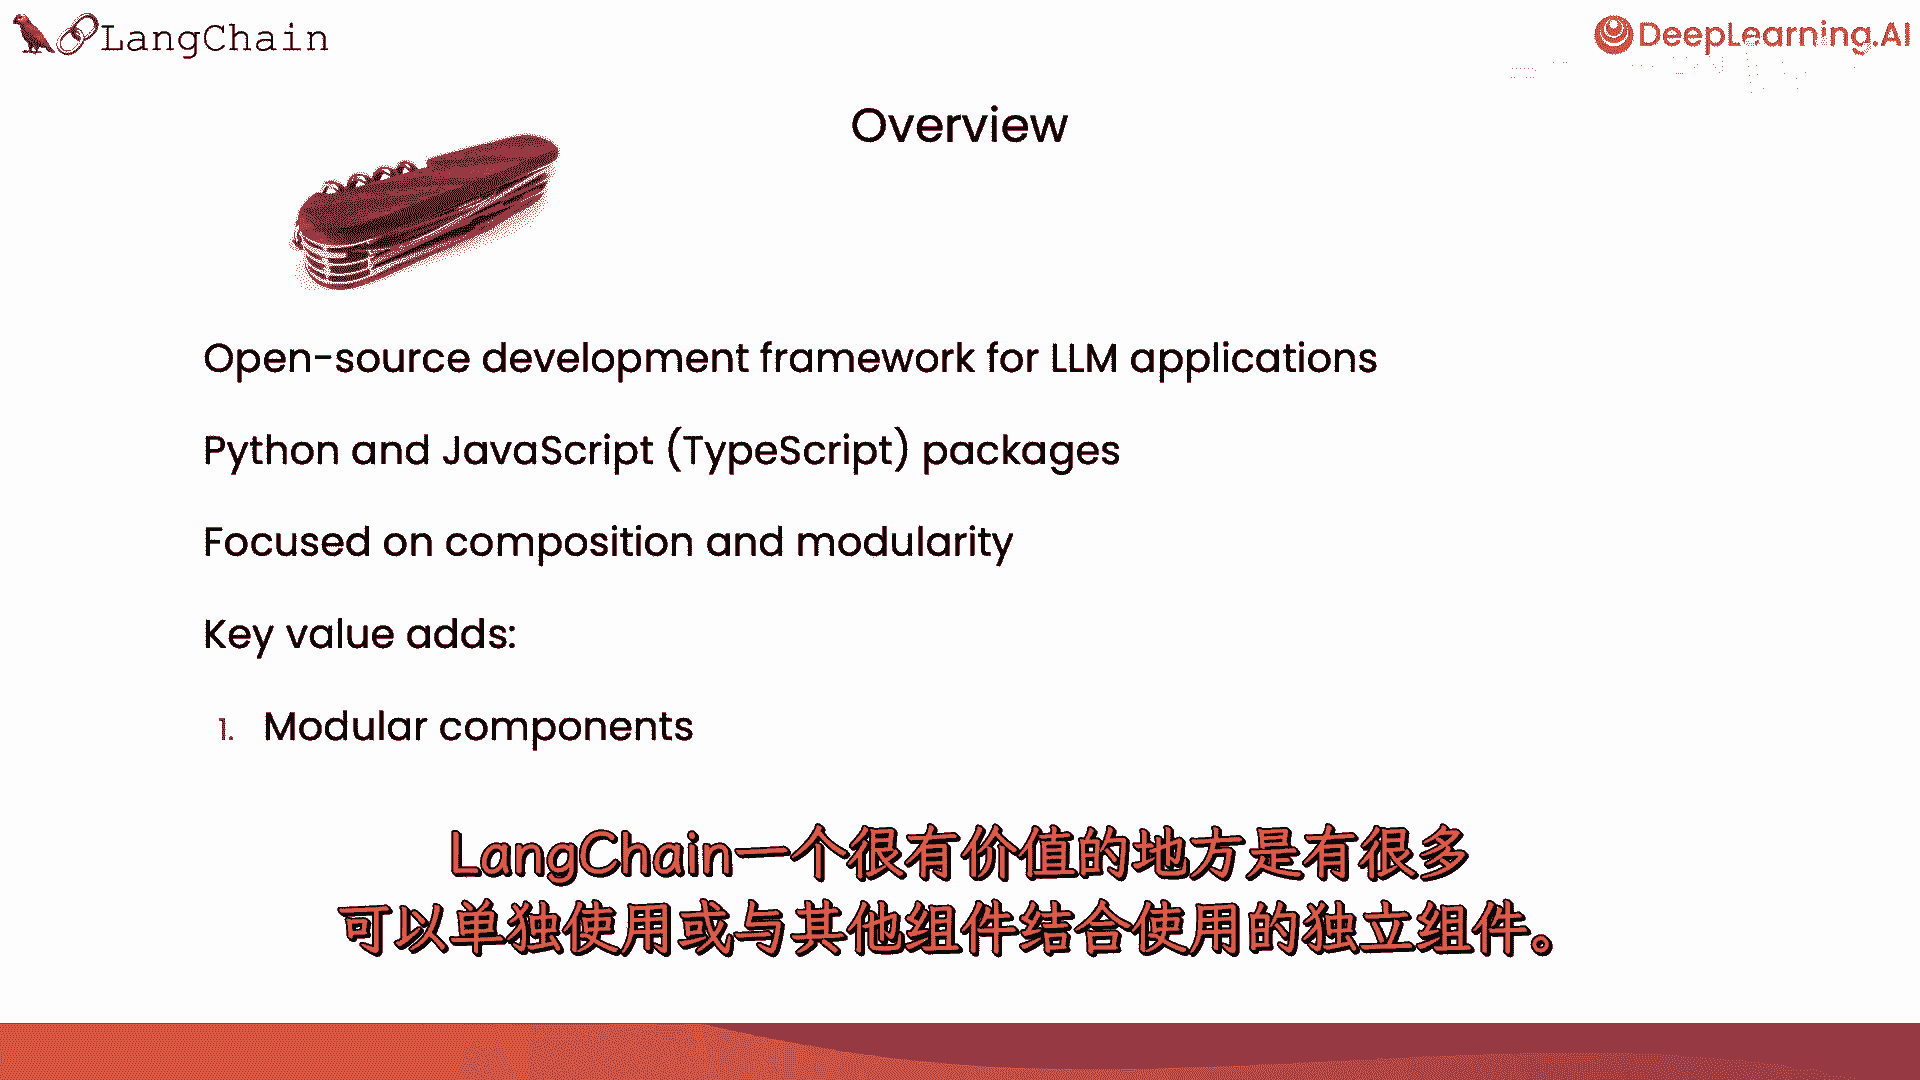 LangChain
DeepLearning.AI
Overview
Open-source development framework for LLM applications
Python and JavaScript (TypeScript) packages
Focused on composition and modularity
Key value adds:
1. Modular components
LangChain一个很有价值的地方是有很多
可以单独使用或与其他组件结合使用的独立组件。